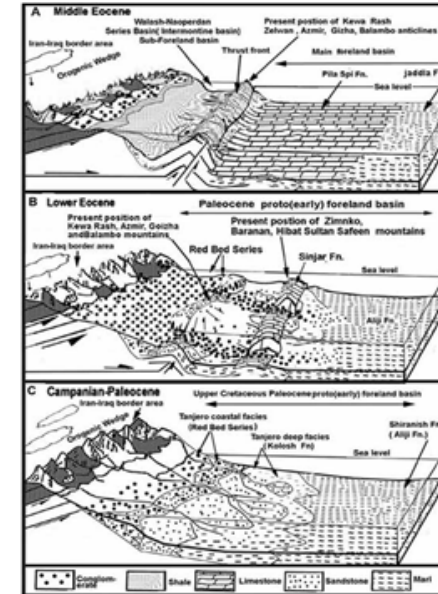 A Middle Eocene
Iran-Iraq border area
Orogenic Wedge
Walash-Naoperdan
Series Basin( Intermontine basin)
Sub-Foreland basin
Thrust front
Present postion of Kewa Rash
Zelwan, Azmir, Gizha, Balambo anticlines
Main foreland basin
Pila Spi Fn.
jaddla F
Sea level
B Lower Eocene
Paleocene proto(early) foreland basin
Present position of
Kewa Rash, Azmir, Goizha
andBalambo mountains
Iran-Iraq border area
Red Bed Series
Present postion of Zimnko,
Baranan, Hibat Sultan Safeen mountains
Sinjar Fn.
Sea level
Aliji Fn
C Campanian-Paleocene
Iran-Iraq border area
Orogenic Wedge
Upper Cretaceous Paleoceneproto(early) foreland basin
Tanjero coastal facies
(Red Bed Series)
Tanjero deep facies
(Kolosh Fn)
Shiranish Fn
(Aliji Fn.)
Sea level
Conglom-
erate
Shale
Limestone
Sandstone
Marl